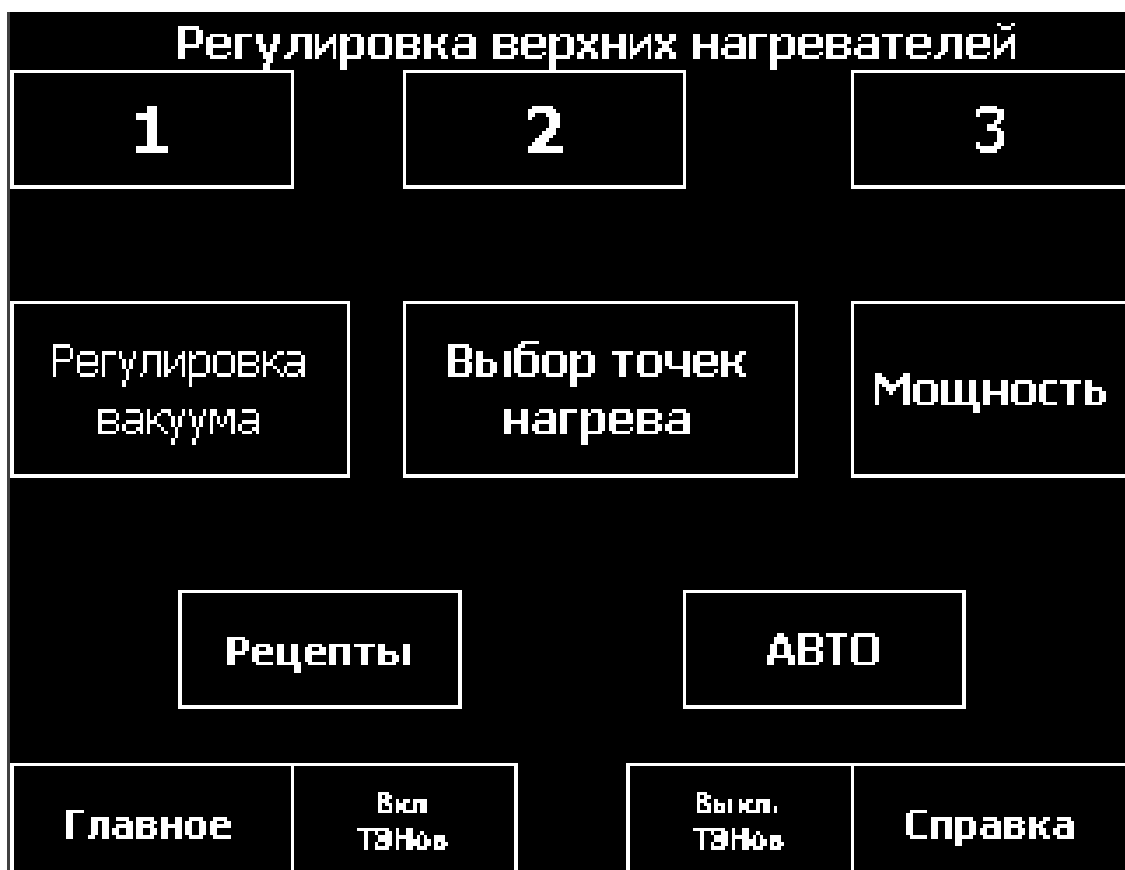 Регулировка верхних нагревателей
1
2
3
Регулировка
вакуума
Выбор точек
нагрева
Мощность
Рецепты
АВТО
Главное
Вкл
ТЭНов
Выкл.
ТЭНов
Справка